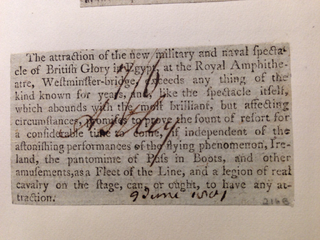 The attraction of the new military and naval specta-
cle of British Glory in Egypt, at the Royal Amphithe-
atre, Westminster-bridge, exceeds any thing of the
kind known for years, and, like the spectacle itself,
which abounds with the most brilliant, but affecting
circumstances, promises to prove the fount of resort for
a considerable time to come, if independent of the
astonishing performances of the flying phenomenon, Ire-
land, the pantomime of Puss in Boots, and other
amusements, as a Fleet of the Line, and a legion of real
cavalry on the stage, can, or ought, to have any at-
traction.
9 June 1801